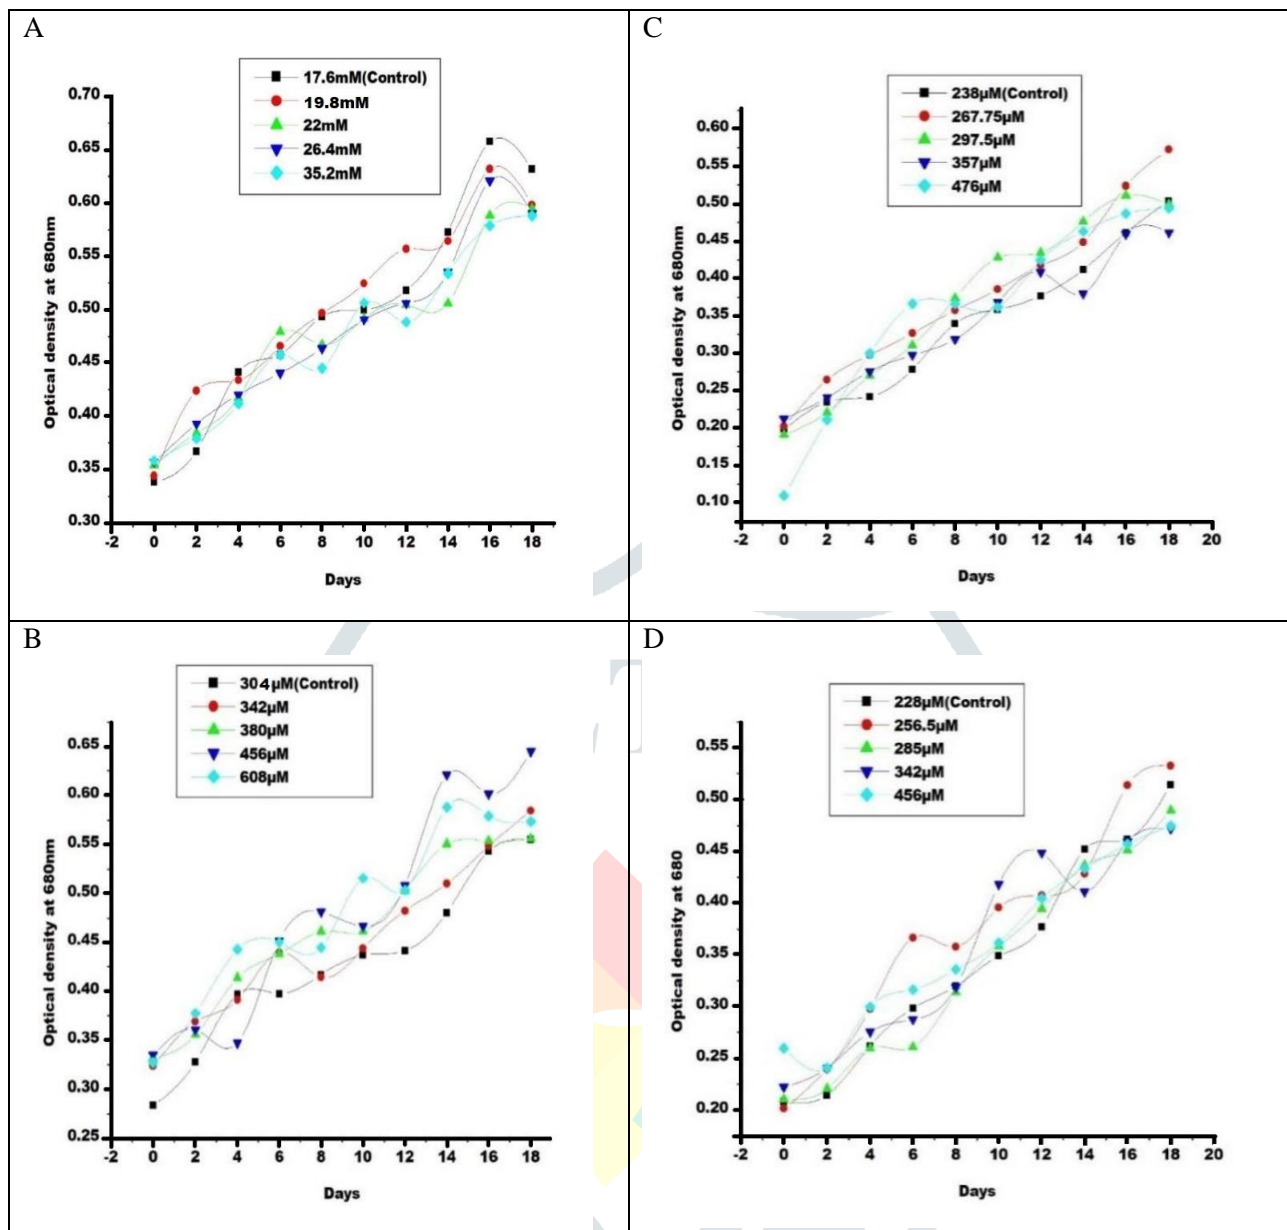 A
17.6mM(Control)
19.8mM
22mM
26.4mM
35.2mM
0.70
0.65
0.60
0.55
0.50
0.45
0.40
0.35
0.30
Optical density at 680nm
-2 0 2 4 6 8 10 12 14 16 18
Days
C
238µM(Control)
267.75µM
297.5µM
357µM
476µM
0.60
0.55
0.50
0.45
0.40
0.35
0.30
0.25
0.20
0.15
0.10
Optical density at 680nm
-2 0 2 4 6 8 10 12 14 16 18 20
Days
B
304µM(Control)
342µM
380µM
456µM
608µM
0.65
0.60
0.55
0.50
0.45
0.40
0.35
0.30
0.25
Optical density at 680nm
-2 0 2 4 6 8 10 12 14 16 18
Days
D
228µM(Control)
256.5µM
285µM
342µM
456µM
0.55
0.50
0.45
0.40
0.35
0.30
0.25
0.20
Optical density at 680
-2 0 2 4 6 8 10 12 14 16 18 20
Days